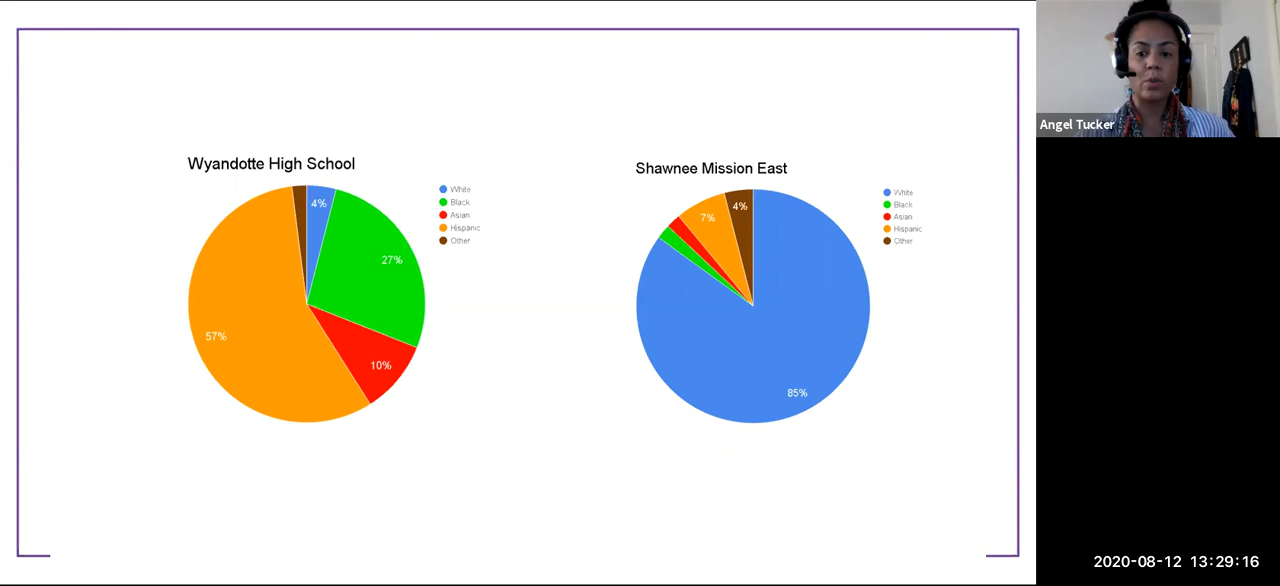 Wyandotte High School
White
Black
Asian
Hispanic
Other
4%
27%
10%
57%
Shawnee Mission East
White
Black
Asian
Hispanic
Other
4%
7%
85%
Angel Tucker
2020-08-12 13:29:16